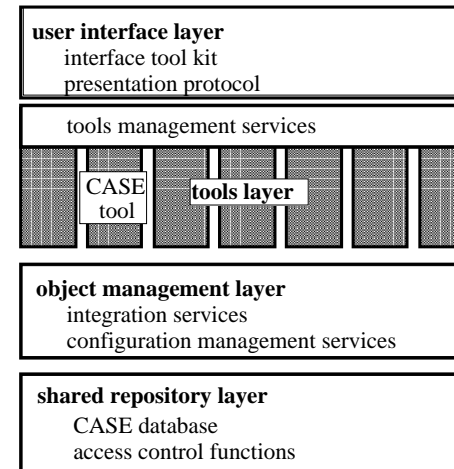 user interface layer
interface tool kit
presentation protocol
tools management services
CASE
tool
tools layer
object management layer
integration services
configuration management services
shared repository layer
CASE database
access control functions